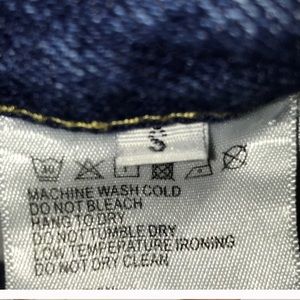 S
30
MACHINE WASH COLD
DO NOT BLEACH
HANG TO DRY
DO NOT TUMBLE DRY
LOW TEMPERATURE IRONING
DO NOT DRY CLEAN